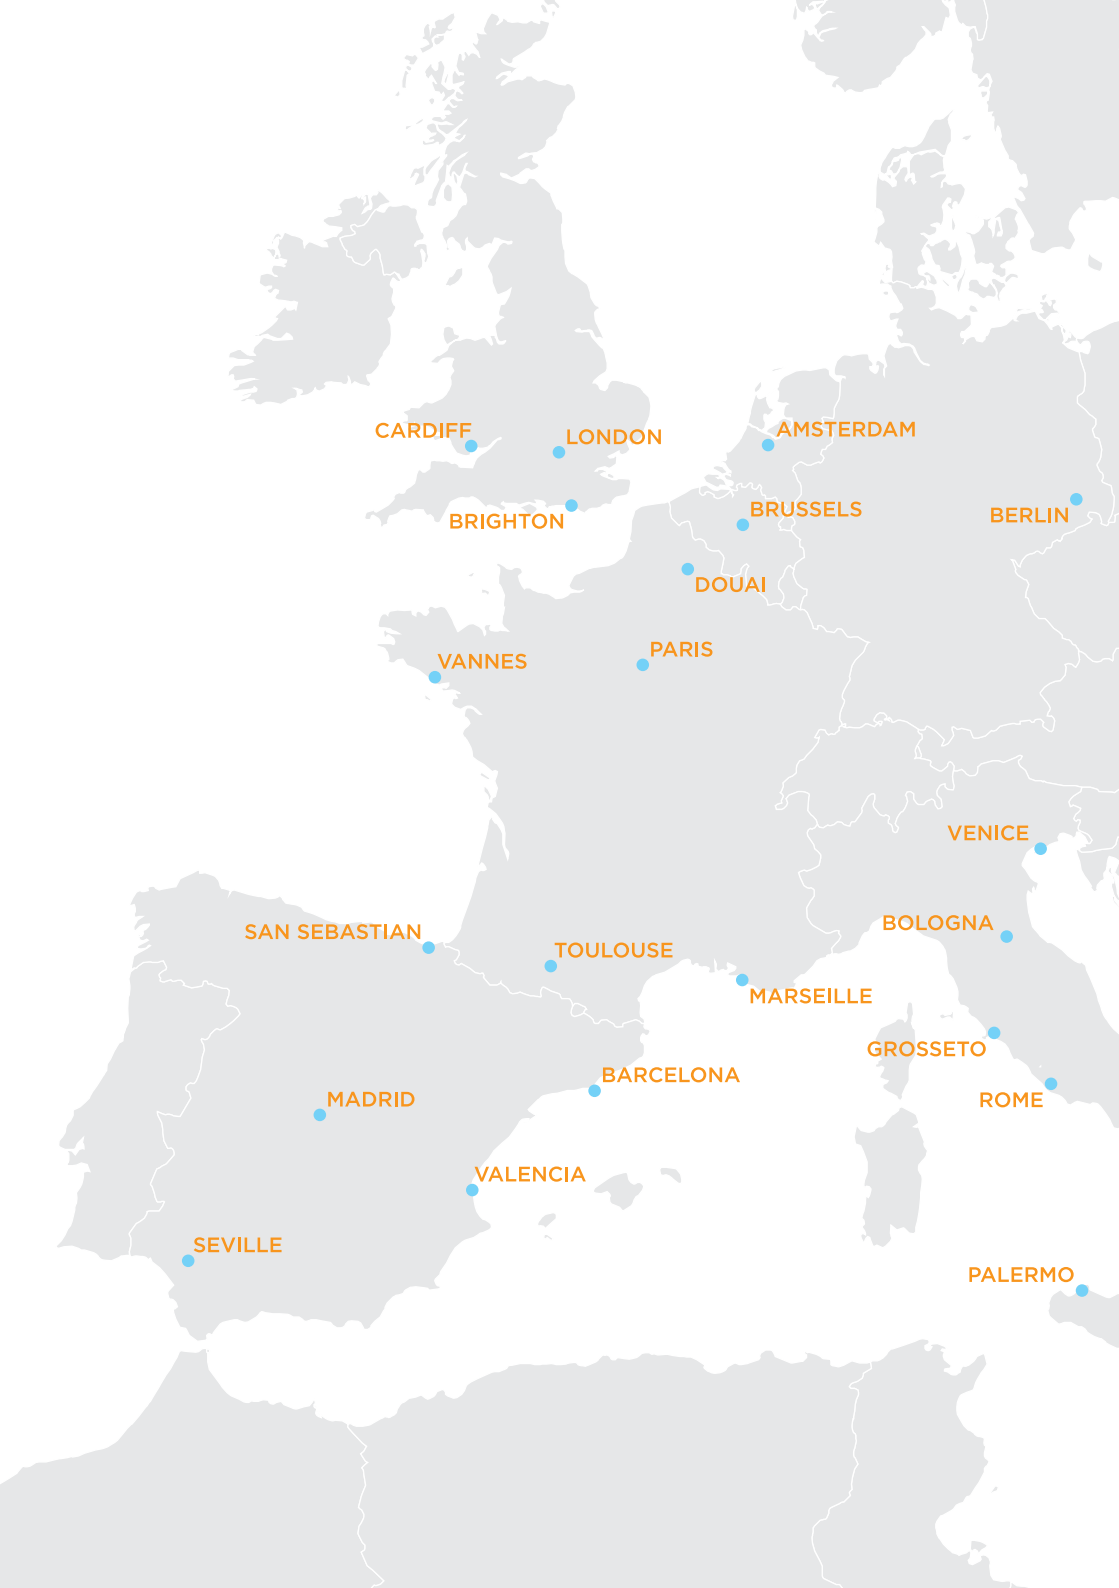 CARDIFF
LONDON
AMSTERDAM
BRIGHTON
BRUSSELS
BERLIN
DOUAI
PARIS
VANNES
VENICE
BOLOGNA
SAN SEBASTIAN
TOULOUSE
MARSEILLE
GROSSETO
BARCELONA
ROME
MADRID
VALENCIA
SEVILLE
PALERMO